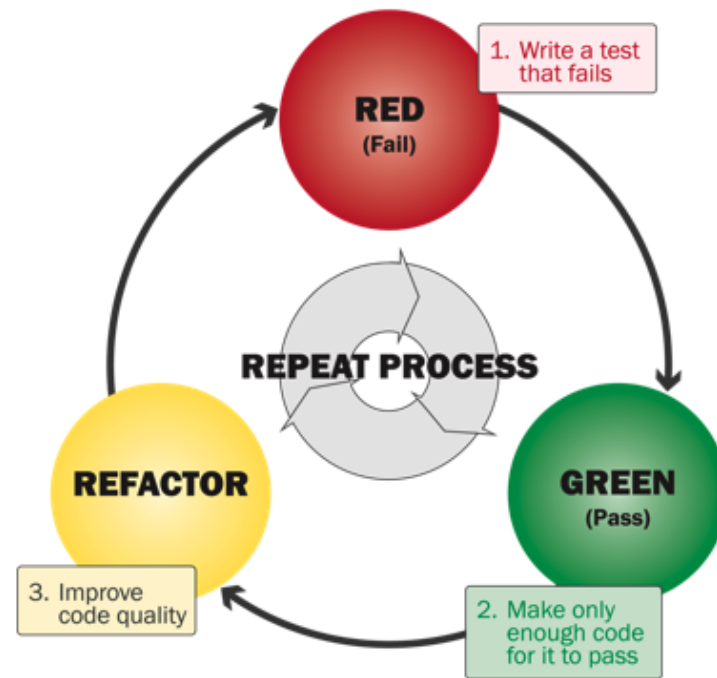 1. Write a test
that fails
RED
(Fail)
REPEAT PROCESS
REFACTOR
GREEN
(Pass)
3. Improve
code quality
2. Make only
enough code
for it to pass